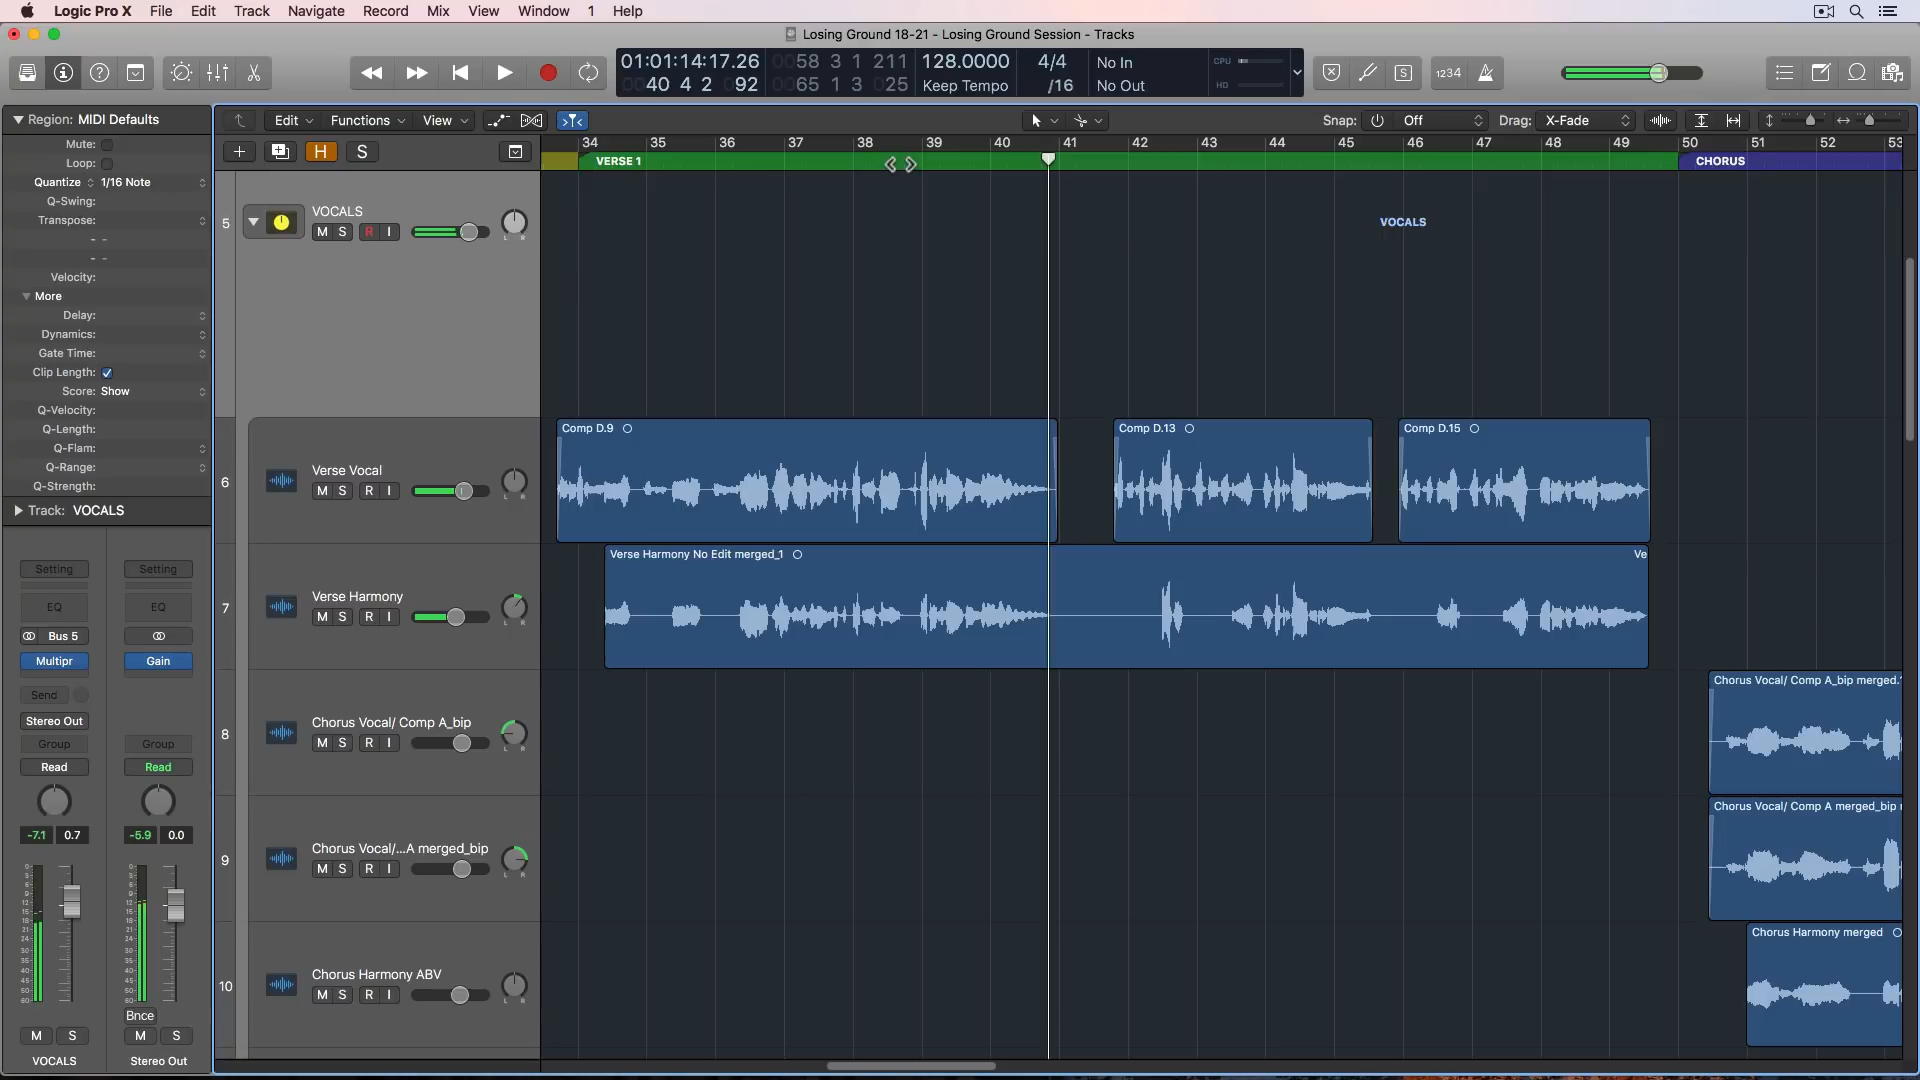 Logic Pro X File Edit Track Navigate Record Mix View Window 1 Help
Losing Ground 18-21 - Losing Ground Session - Tracks
01:01:14:17.26 0058 3 1 211 128.0000 4/4 No In CPU
0040 4 2 092 0065 1 3 025 Keep Tempo /16 No Out HD
1234
Region: MIDI Defaults
Edit Functions View Snap: Off Drag: X-Fade
Mute:
Loop:
Quantize 1/16 Note
Q-Swing:
Transpose:
- -
- -
Velocity:
More
Delay:
Dynamics:
Gate Time:
Clip Length:
Score: Show
Q-Velocity:
Q-Length:
Q-Flam:
Q-Range:
Q-Strength:
Track: VOCALS
Setting Setting
EQ EQ
Bus 5
Multipr Gain
Send
Stereo Out
Group Group
Read Read
-7.1 0.7 -5.9 0.0
Bnce
M S M S
VOCALS Stereo Out
H S
34 35 36 37 38 39 40 41 42 43 44 45 46 47 48 49 50 51 52 53
VERSE 1 CHORUS
5 VOCALS
M S R I
L R
VOCALS
6 Verse Vocal
M S R I
L R
Comp D.9 Comp D.13 Comp D.15
7 Verse Harmony
M S R I
L R
Verse Harmony No Edit merged_1 Ve
8 Chorus Vocal/ Comp A_bip
M S R I
L R
Chorus Vocal/ Comp A_bip merged.
9 Chorus Vocal/...A merged_bip
M S R I
L R
Chorus Vocal/ Comp A merged_bip
10 Chorus Harmony ABV
M S R I
L R
Chorus Harmony merged